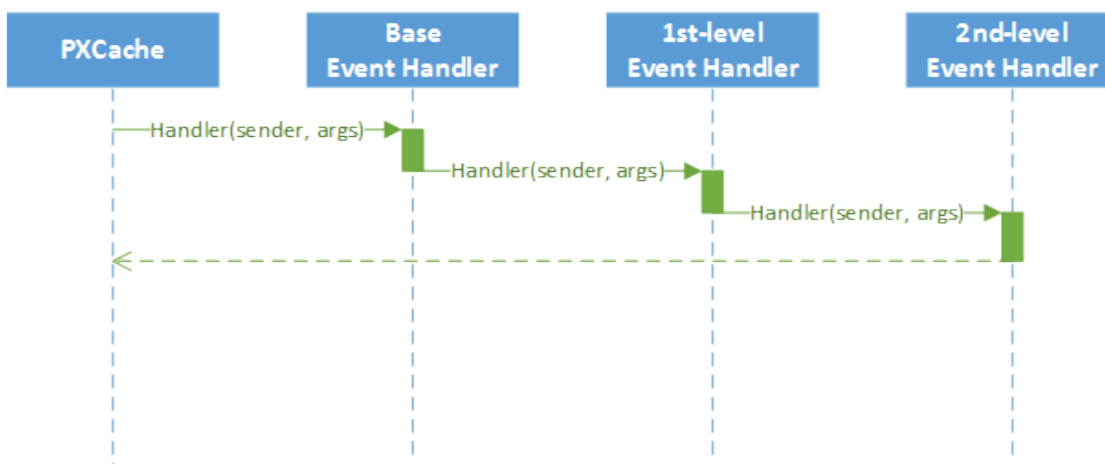 PXCache
Base
Event Handler
1st-level
Event Handler
2nd-level
Event Handler
Handler(sender, args)
Handler(sender, args)
Handler(sender, args)